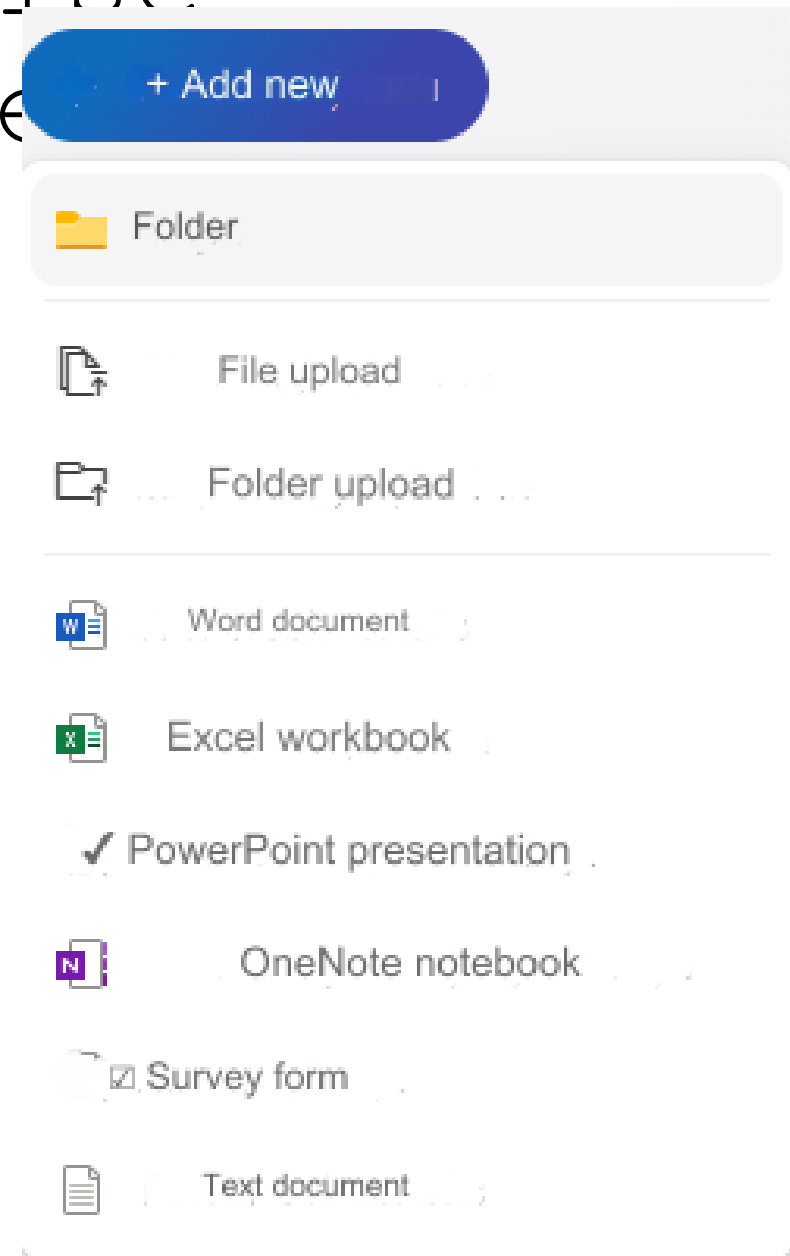 + Add new
Folder
File upload
Folder upload
Word document
Excel workbook
✓ PowerPoint presentation
OneNote notebook
☑ Survey form
Text document